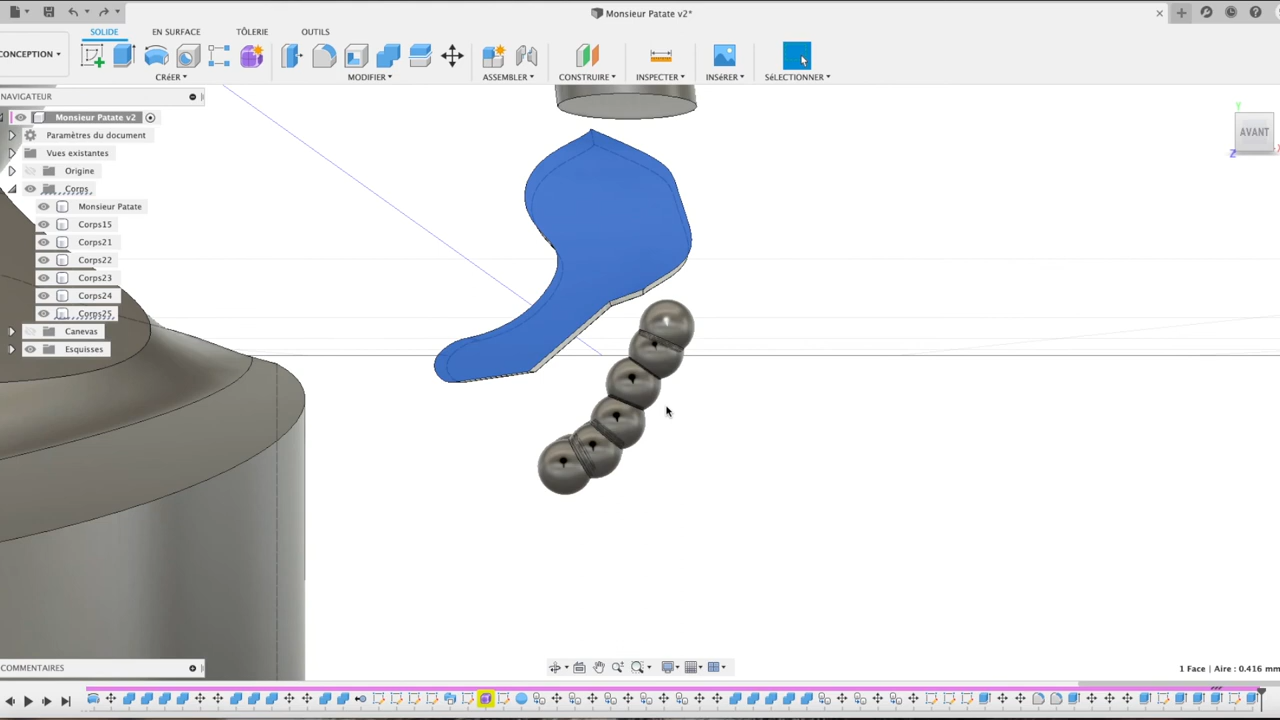 Monsieur Patate v2*
SOLIDE EN SURFACE TÔLERIE OUTILS
CONCEPTION
CRÉER MODIFIER ASSEMBLER CONSTRUIRE INSPECTER INSÉRER SÉLECTIONNER
NAVIGATEUR
Monsieur Patate v2
Paramètres du document
Vues existantes
Origine
Corps
Monsieur Patate
Corps15
Corps21
Corps22
Corps23
Corps24
Corps25
Canevas
Esquisses
AVANT
Y
Z
COMMENTAIRES
1 Face | Aire : 0.416 mm